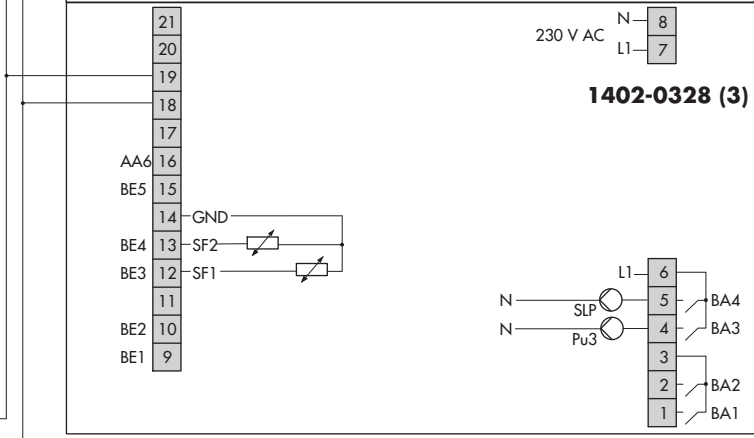 21
20
19
18
17
AA6 16
BE5 15
14 GND
BE4 13 SF2
BE3 12 SF1
11
BE2 10
BE1 9
230 V AC
N 8
L1 7
1402-0328 (3)
L1 6
N SLP 5 BA4
N Pu3 4 BA3
3
2 BA2
1 BA1